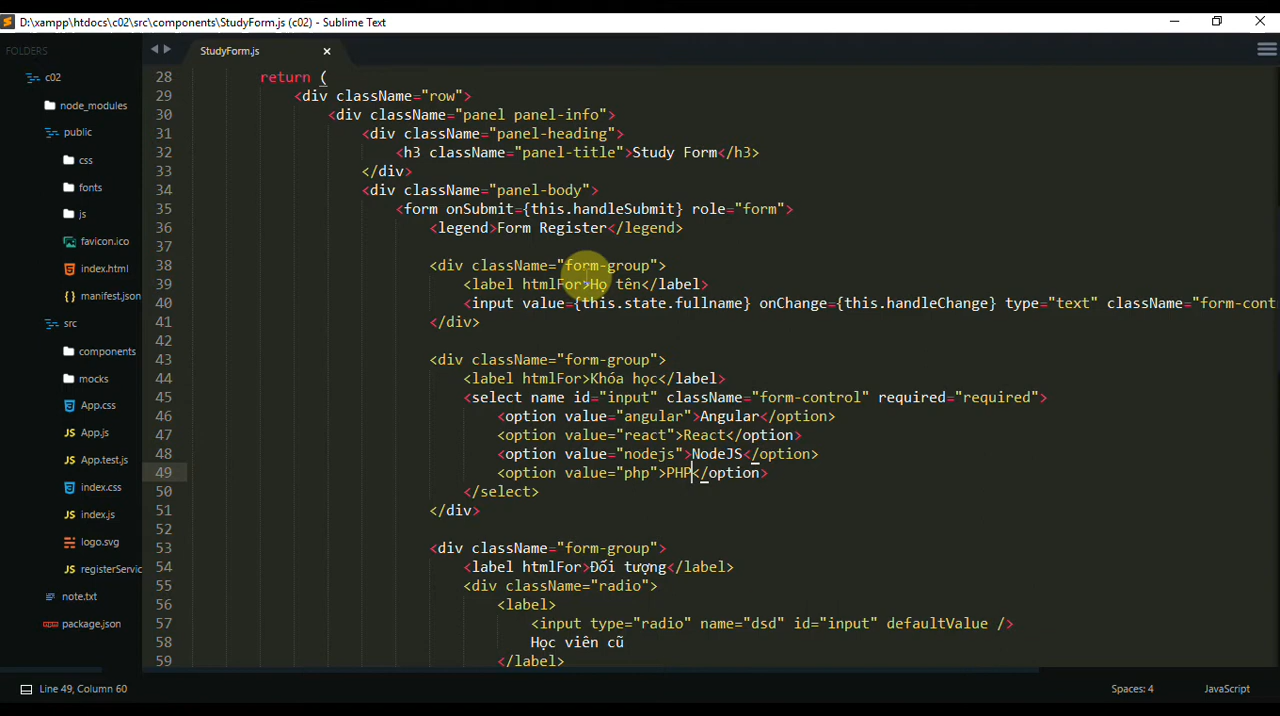 D:\xampp\htdocs\c02\src\components\StudyForm.js (c02) - Sublime Text
FOLDERS
c02
node_modules
public
css
fonts
js
favicon.ico
index.html
manifest.json
src
components
mocks
App.css
App.js
App.test.js
index.css
index.js
logo.svg
registerServic
note.txt
package.json
StudyForm.js
28 return (
29 <div className="row">
30 <div className="panel panel-info">
31 <div className="panel-heading">
32 <h3 className="panel-title">Study Form</h3>
33 </div>
34 <div className="panel-body">
35 <form onSubmit={this.handleSubmit} role="form">
36 <legend>Form Register</legend>
37
38 <div className="form-group">
39 <label htmlFor>Họ tên</label>
40 <input value={this.state.fullname} onChange={this.handleChange} type="text" className="form-cont
41 </div>
42
43 <div className="form-group">
44 <label htmlFor>Khóa học</label>
45 <select name id="input" className="form-control" required="required">
46 <option value="angular">Angular</option>
47 <option value="react">React</option>
48 <option value="nodejs">NodeJS</option>
49 <option value="php">PHP</option>
50 </select>
51 </div>
52
53 <div className="form-group">
54 <label htmlFor>Đối tượng</label>
55 <div className="radio">
56 <label>
57 <input type="radio" name="dsd" id="input" defaultValue />
58 Học viên cũ
59 </label>
Line 49, Column 60
Spaces: 4
JavaScript